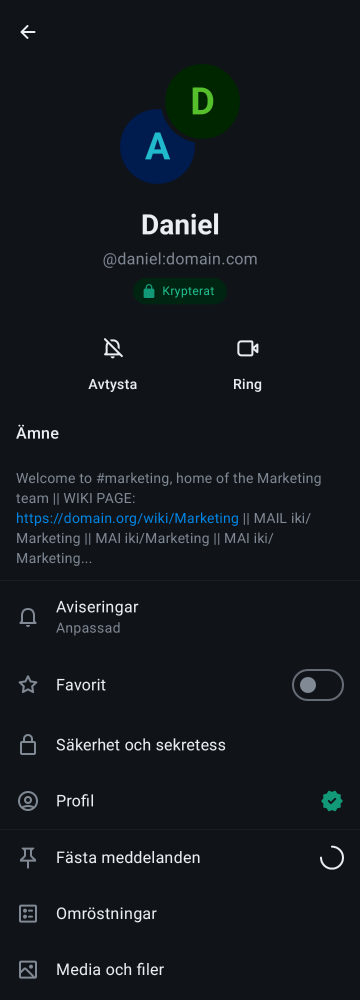 D
A
Daniel
@daniel:domain.com
Krypterat
Avtysta
Ring
Ämne
Welcome to #marketing, home of the Marketing
team || WIKI PAGE:
https://domain.org/wiki/Marketing || MAIL iki/
Marketing || MAI iki/Marketing || MAI iki/
Marketing...
Aviseringar
Anpassad
Favorit
Säkerhet och sekretess
Profil
Fästa meddelanden
Omröstningar
Media och filer